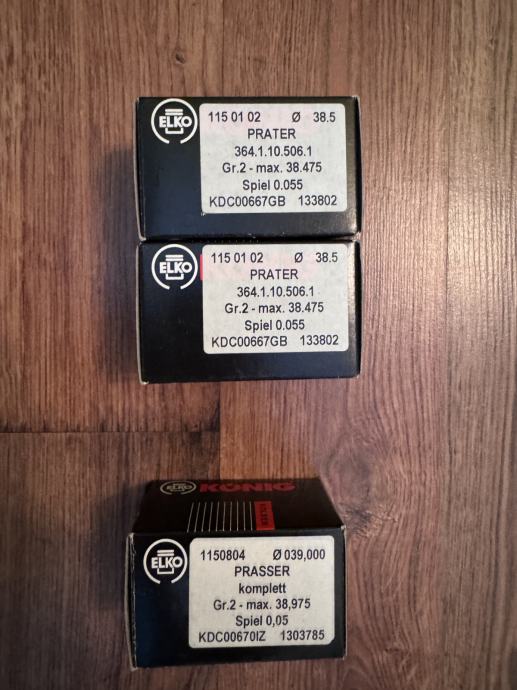 ELKO
115 01 02 Ø 38.5
PRATER
364.1.10.506.1
Gr.2 - max. 38.475
Spiel 0.055
KDC00667GB 133802
ELKO
115 01 02 Ø 38.5
PRATER
364.1.10.506.1
Gr.2 - max. 38.475
Spiel 0.055
KDC00667GB 133802
ELKO KÖNIG
KOLBEN
ELKO
1150804 Ø 039,000
PRASSER
komplett
Gr.2 - max. 38,975
Spiel 0,05
KDC00670IZ 1303785